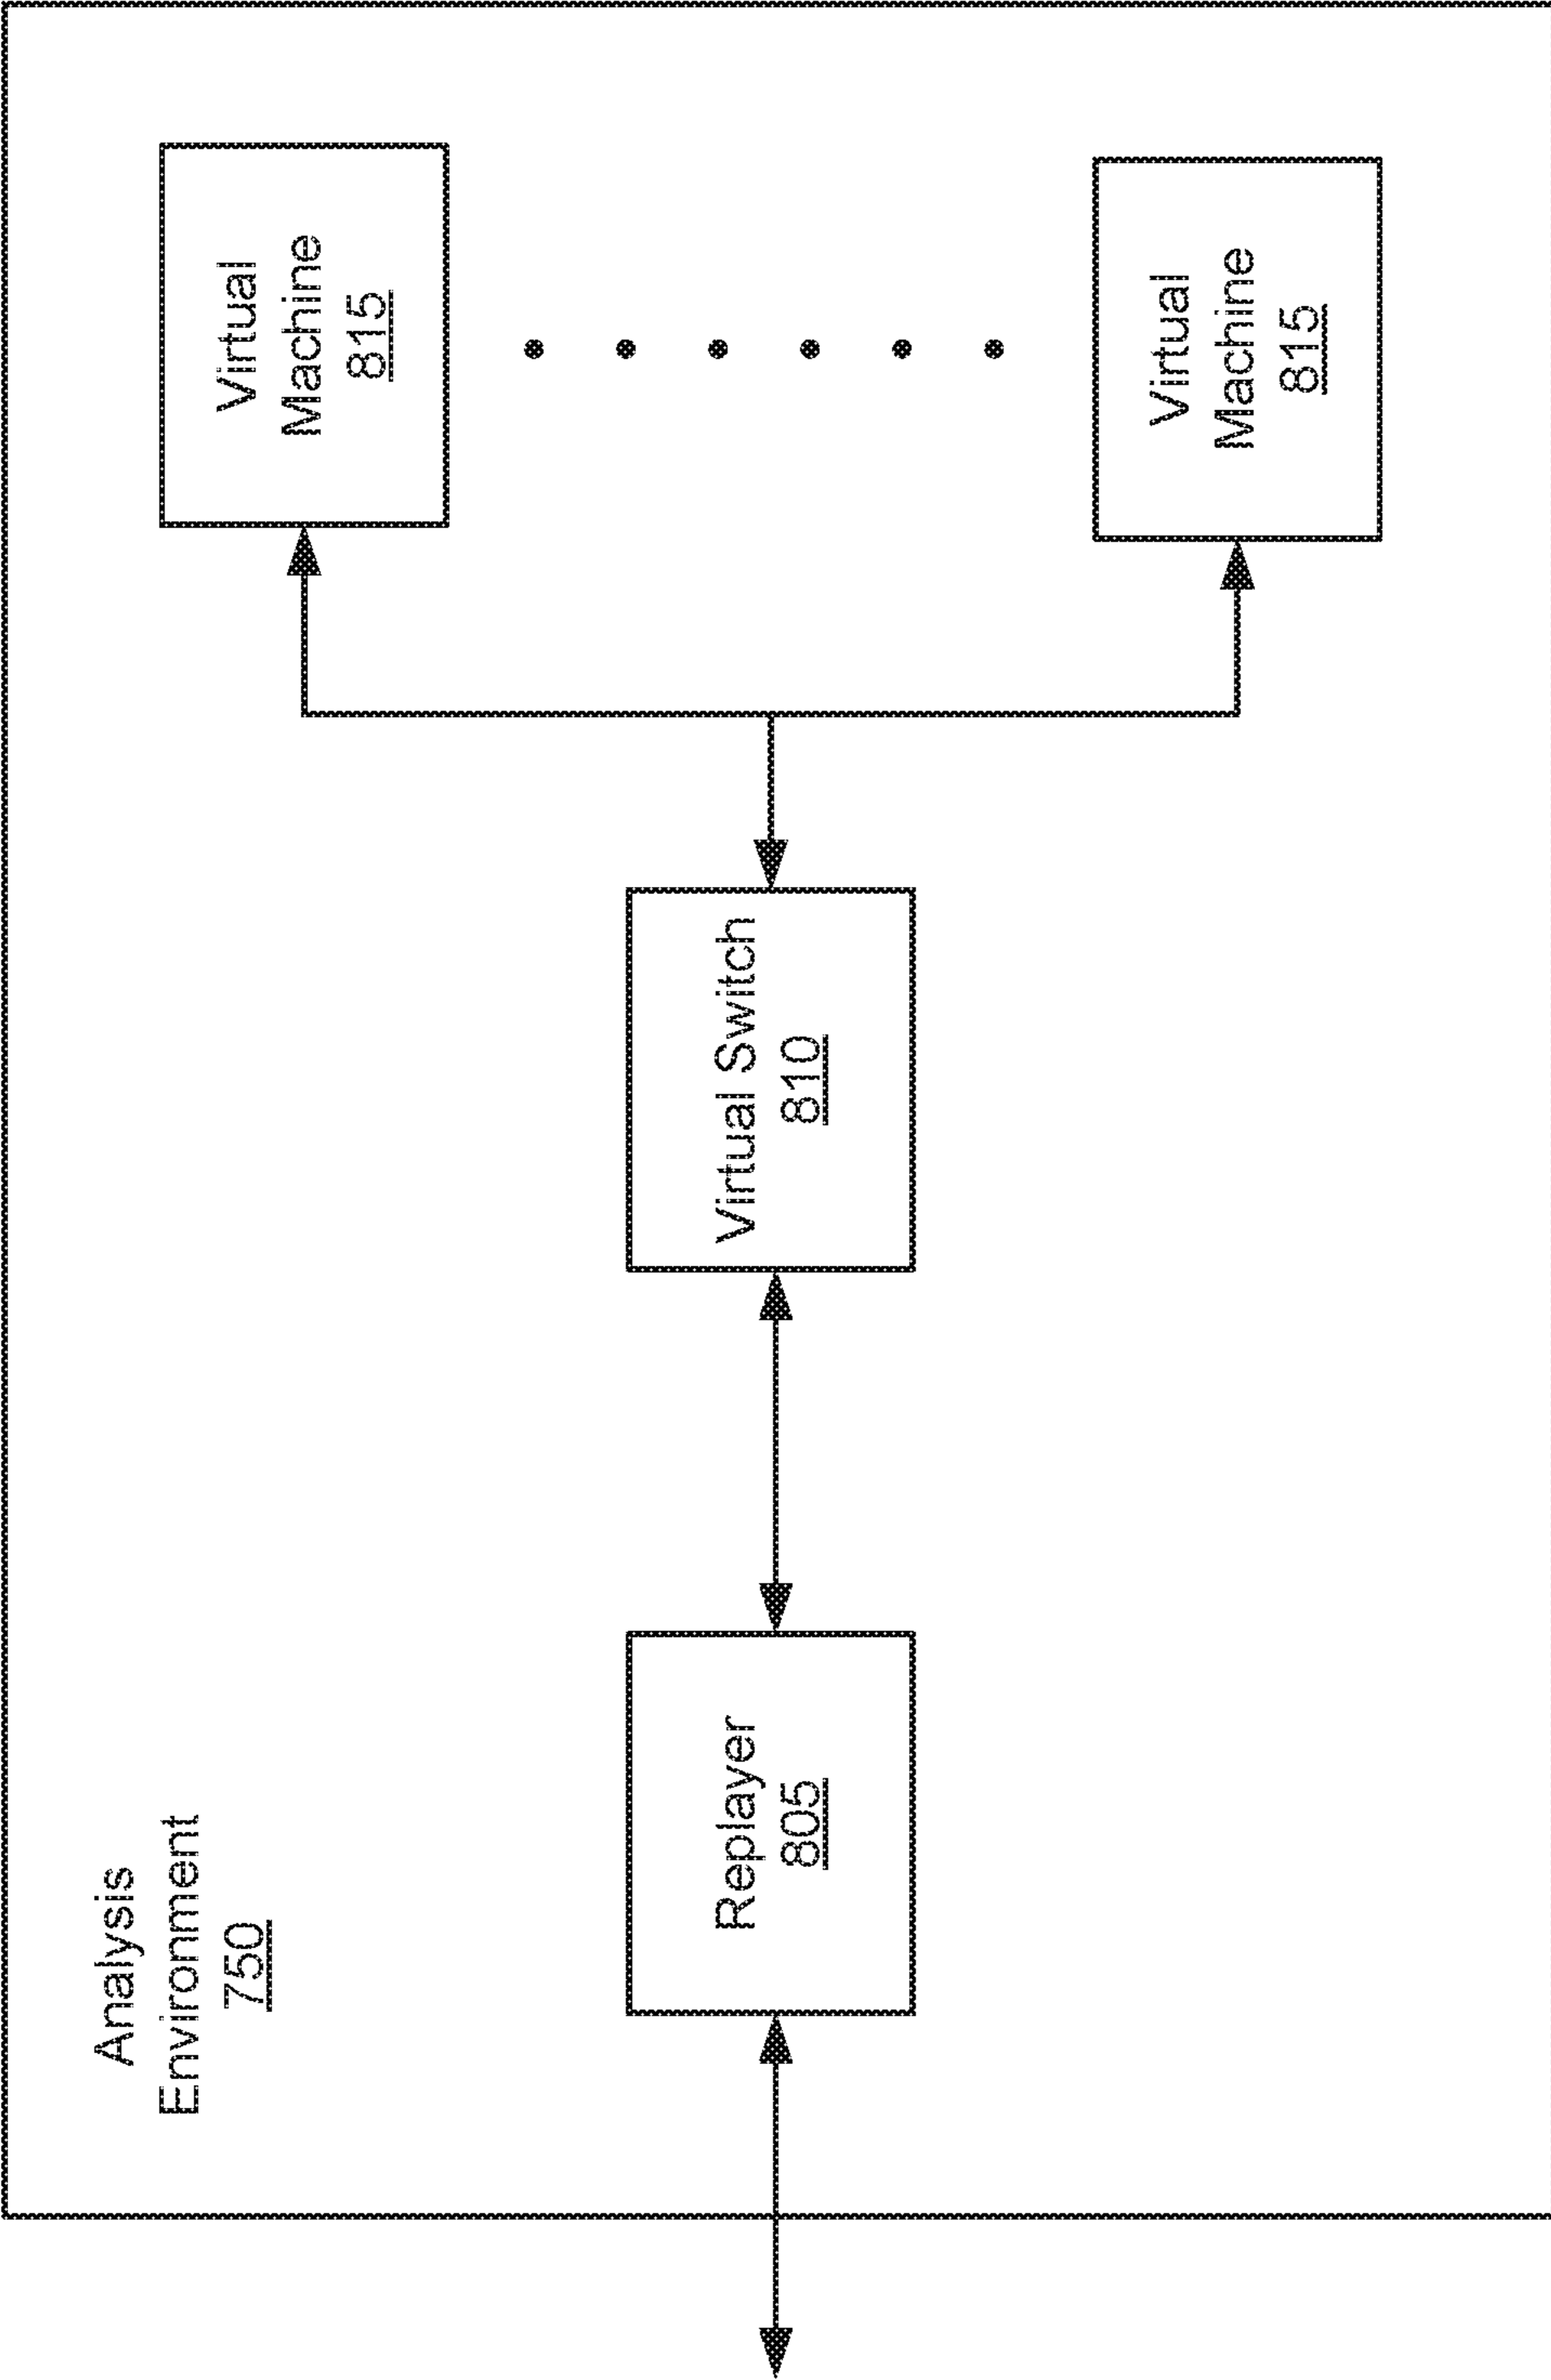 Analysis
Environment
750
Replayer
805
Virtual Switch
810
Virtual
Machine
815
Virtual
Machine
815